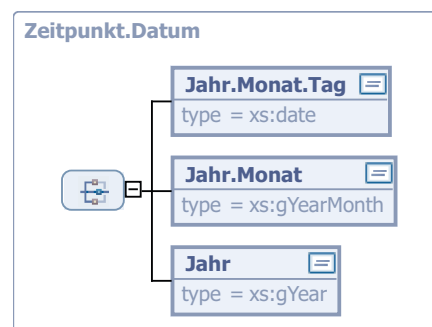 Zeitpunkt.Datum
Jahr.Monat.Tag
type = xs:date
Jahr.Monat
type = xs:gYearMonth
Jahr
type = xs:gYear